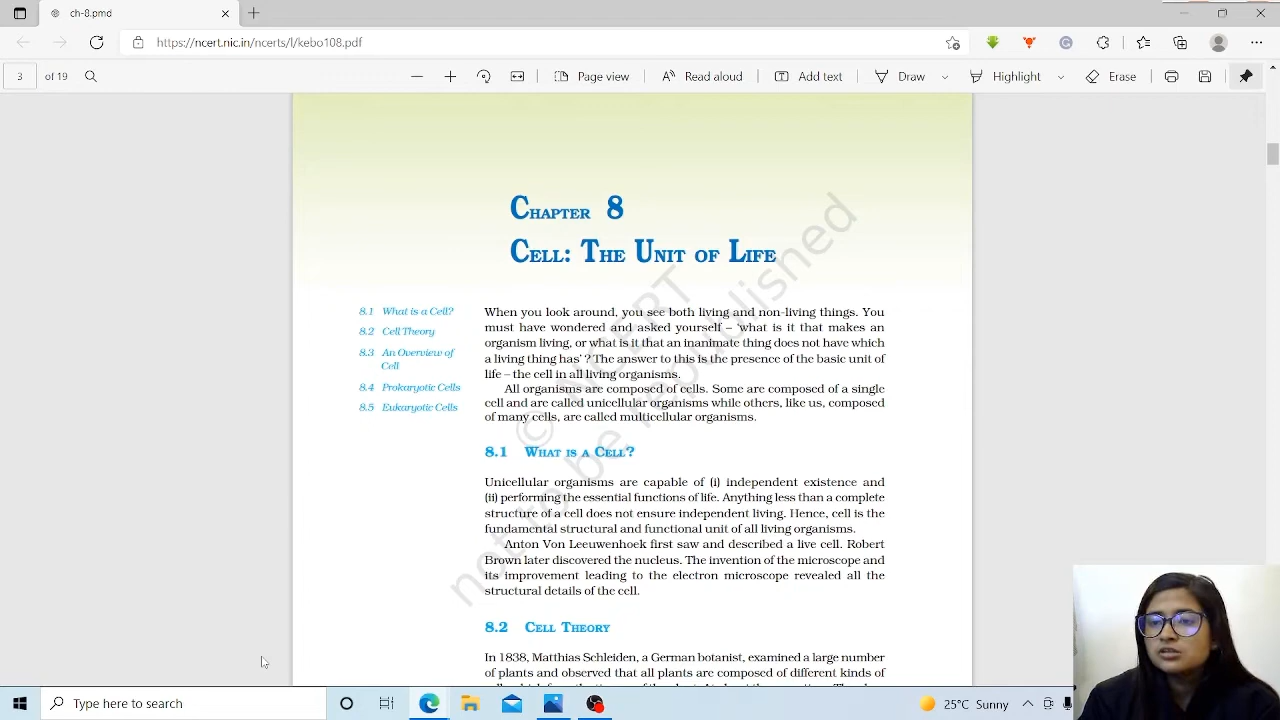 ch-8.pmd
https://ncert.nic.in/ncerts/l/kebo108.pdf
3 of 19
Page view
Read aloud
Add text
Draw
Highlight
Erase
Chapter 8
Cell: The Unit of Life
8.1 What is a Cell?
8.2 Cell Theory
8.3 An Overview of
Cell
8.4 Prokaryotic Cells
8.5 Eukaryotic Cells
When you look around, you see both living and non-living things. You
must have wondered and asked yourself – 'what is it that makes an
organism living, or what is it that an inanimate thing does not have which
a living thing has' ? The answer to this is the presence of the basic unit of
life – the cell in all living organisms.
All organisms are composed of cells. Some are composed of a single
cell and are called unicellular organisms while others, like us, composed
of many cells, are called multicellular organisms.
8.1 What is a Cell?
Unicellular organisms are capable of (i) independent existence and
(ii) performing the essential functions of life. Anything less than a complete
structure of a cell does not ensure independent living. Hence, cell is the
fundamental structural and functional unit of all living organisms.
Anton Von Leeuwenhoek first saw and described a live cell. Robert
Brown later discovered the nucleus. The invention of the microscope and
its improvement leading to the electron microscope revealed all the
structural details of the cell.
8.2 Cell Theory
In 1838, Matthias Schleiden, a German botanist, examined a large number
of plants and observed that all plants are composed of different kinds of
© NCERT
not to be republished
Type here to search
25°C Sunny